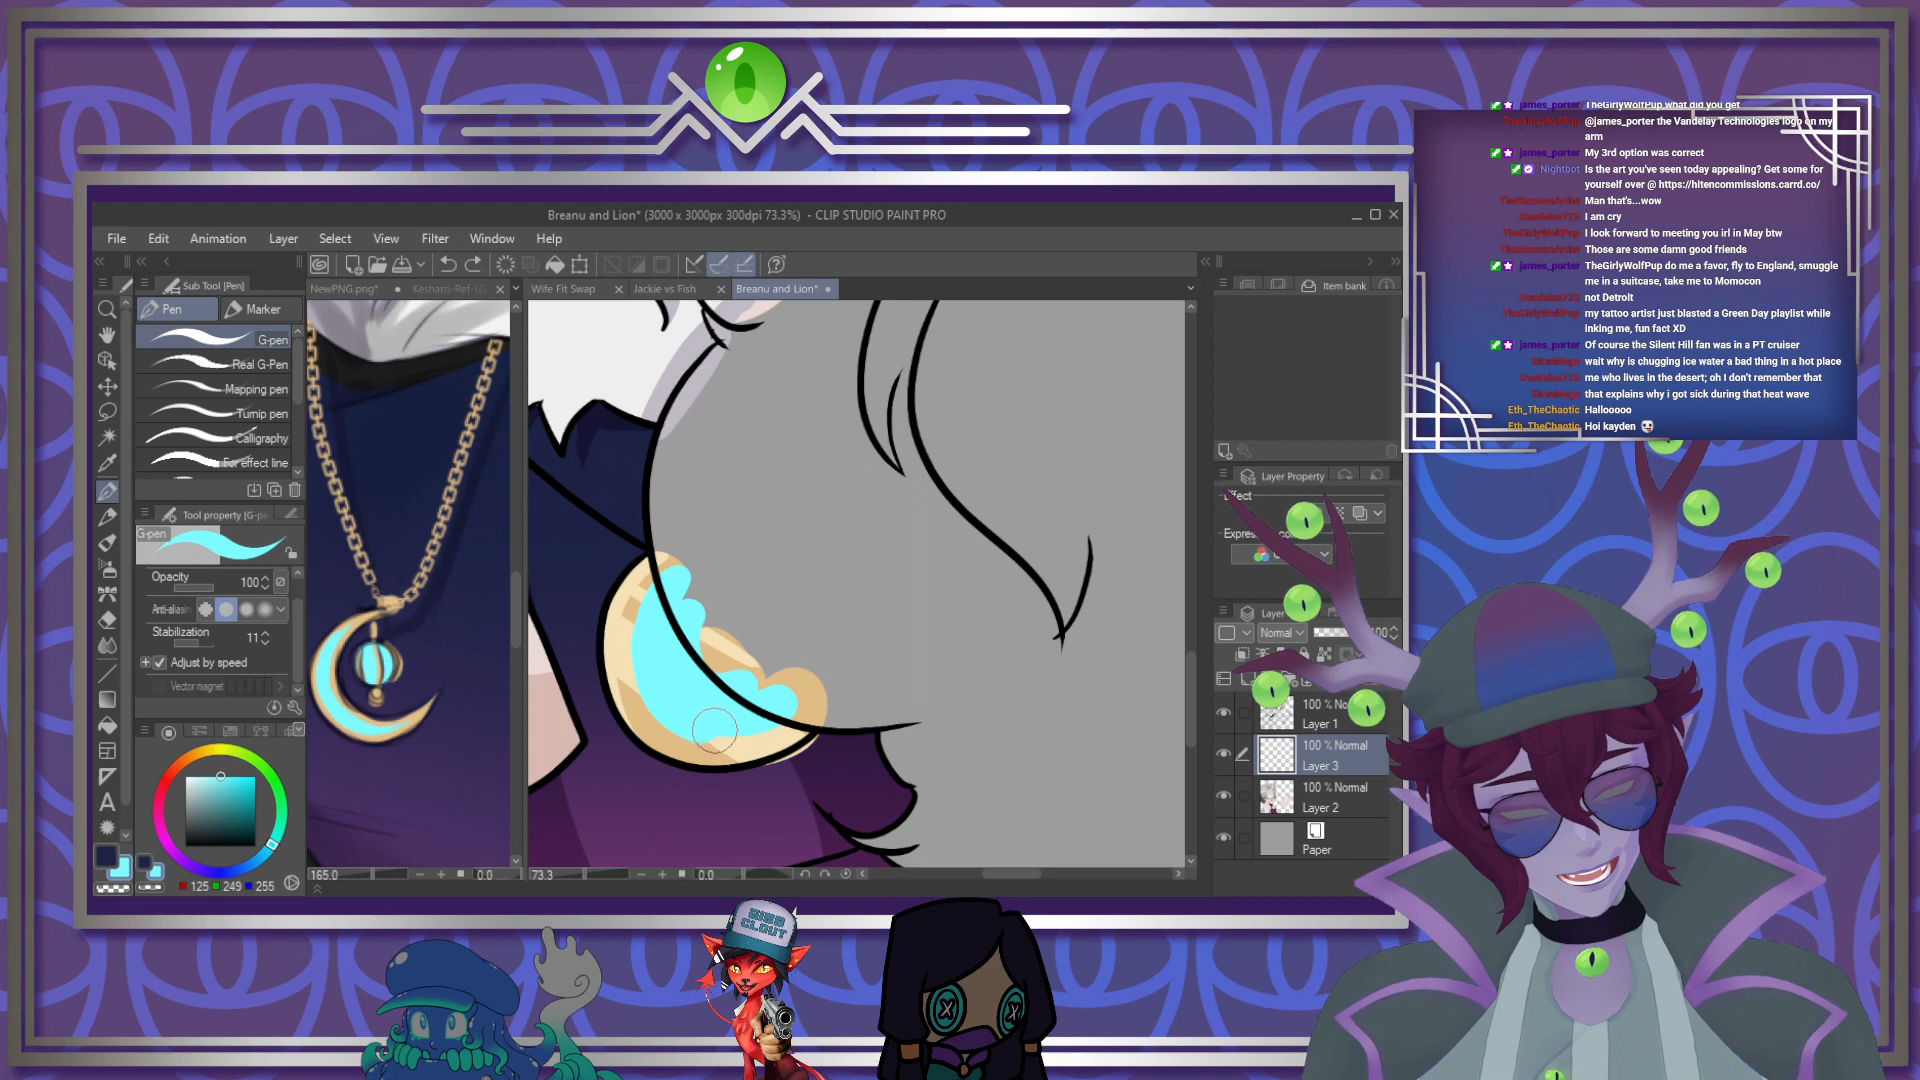 TheGirlyWolfPup what did you get
james_porter
@james_porter the Vandelay Technologies logo on my
arm
james_porter My 3rd option was correct
Nightbot Is the art you've seen today appealing? Get some for
yourself over @ https://hitencommissions.carrd.co/
Man that's...wow
I am cry
TheGirlyWolfPup I look forward to meeting you irl in May btw
Those are some damn good friends
james_porter TheGirlyWolfPup do me a favor, fly to England, smuggle
me in a suitcase, take me to Momocon
not Detroit
TheGirlyWolfPup my tattoo artist just blasted a Green Day playlist while
inking me, fun fact XD
james_porter Of course the Silent Hill fan was in a PT cruiser
wait why is chugging ice water a bad thing in a hot place
me who lives in the desert; oh I don't remember that
that explains why i got sick during that heat wave
Eth_TheChaotic Hallooooo
Eth_TheChaotic Hoi kayden
Breanu and Lion* (3000 x 3000px 300dpi 73.3%) - CLIP STUDIO PAINT PRO
File Edit Animation Layer Select View Filter Window Help
Sub Tool [Pen]
NewPNG.png* Kesharo-Ref-LG Wife Fit Swap Jackie vs Fish Breanu and Lion*
Item bank
Pen Marker
G-pen
Real G-Pen
Mapping pen
Turnip pen
Calligraphy
For effect line
Tool property [G-pe
G-pen
Opacity 100
Anti-aliasin
Stabilization 11
Adjust by speed
Vector magnet
125 249 255
165.0 0.0
73.3 0.0
Layer Property
Effect
Layer
Normal
Layer 1
100 % Normal
Layer 3
100 % Normal
Layer 2
Paper
CLOUT